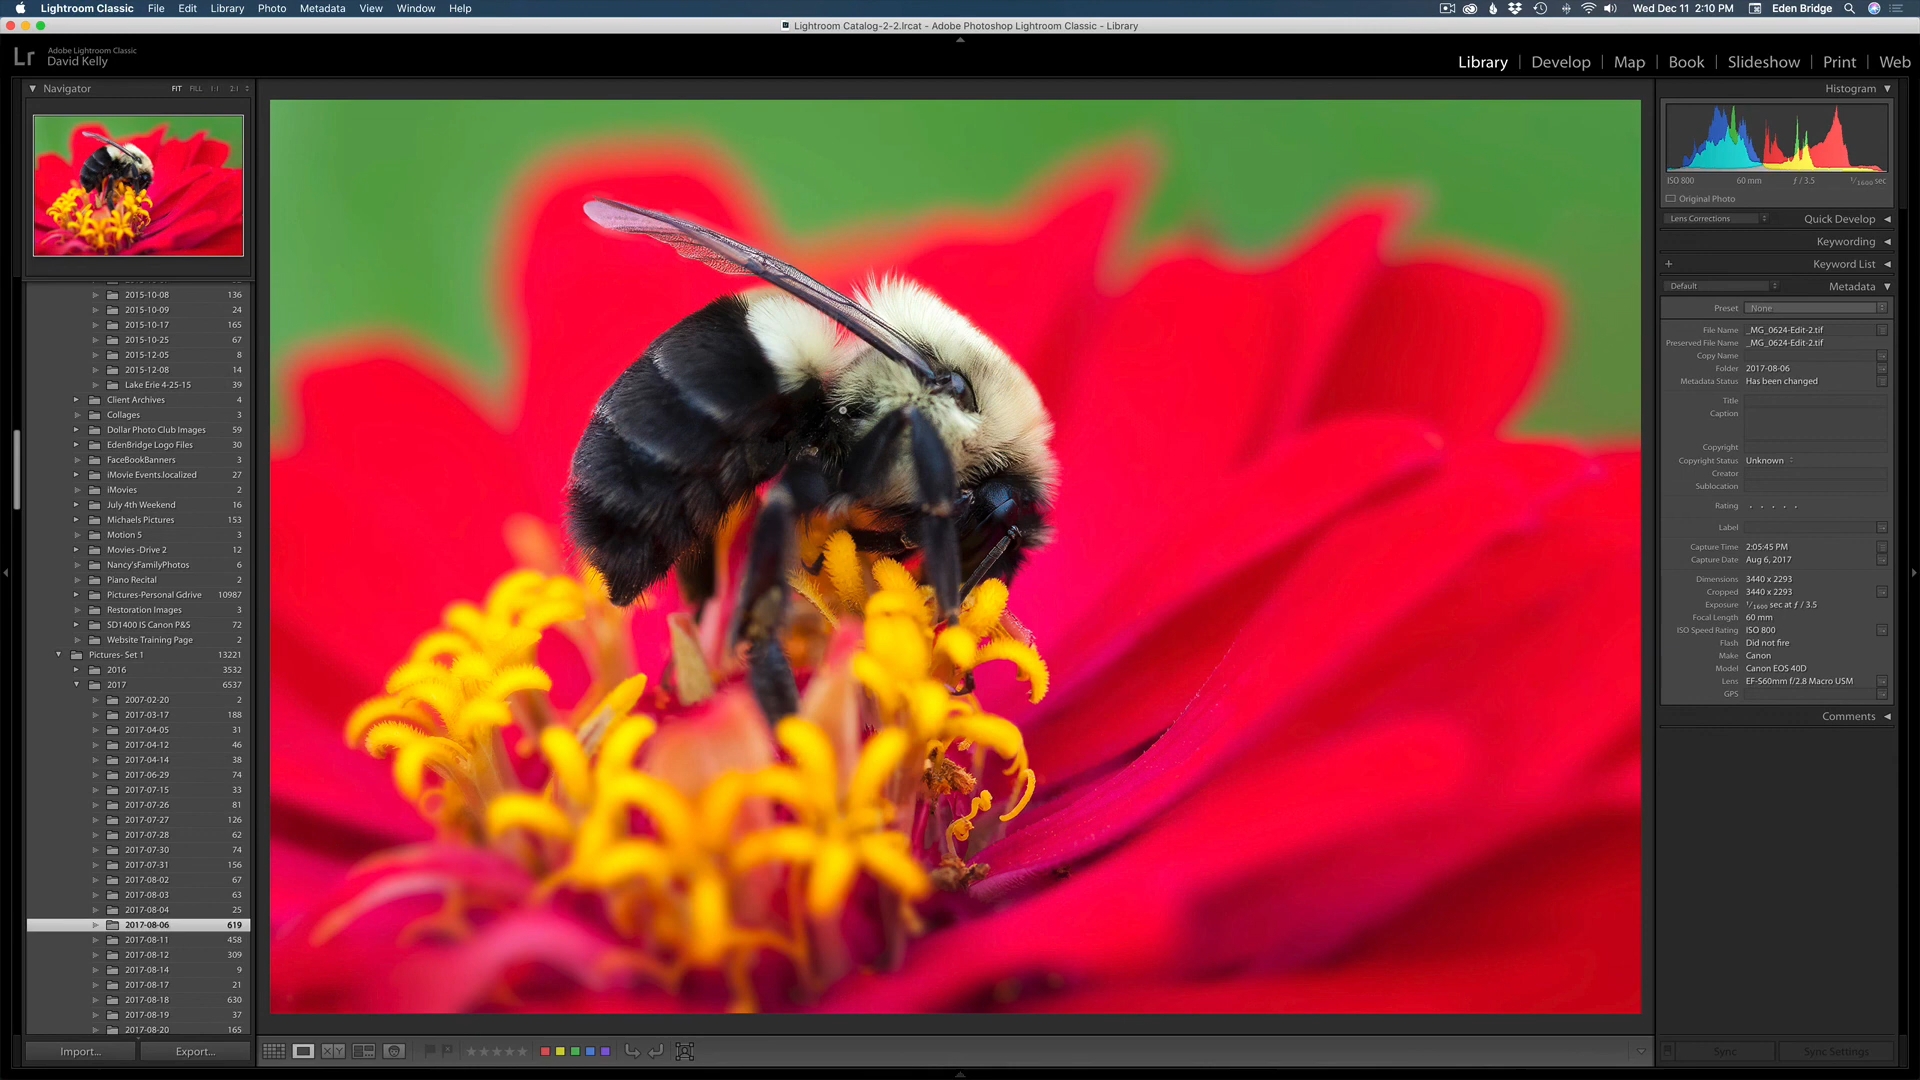 Lightroom Classic File Edit Library Photo Metadata View Window Help
Wed Dec 11 2:10 PM Eden Bridge
Lightroom Catalog-2-2.lrcat - Adobe Photoshop Lightroom Classic - Library
Lr Adobe Lightroom Classic
David Kelly
Library | Develop | Map | Book | Slideshow | Print | Web
Navigator FIT FILL 1:1 2:1
2015-10-08 136
2015-10-09 24
2015-10-17 165
2015-10-25 67
2015-12-05 8
2015-12-08 14
Lake Erie 4-25-15 39
Client Archives 4
Collages 3
Dollar Photo Club Images 59
EdenBridge Logo Files 30
FaceBookBanners 3
iMovie Events.localized 27
iMovies 2
July 4th Weekend 16
Michaels Pictures 153
Motion 5 3
Movies -Drive 2 12
Nancy'sFamilyPhotos 6
Piano Recital 2
Pictures-Personal Gdrive 10987
Restoration Images 3
SD1400 IS Canon P&S 72
Website Training Page 2
Pictures- Set 1 13221
2016 3532
2017 6537
2007-02-20 2
2017-03-17 188
2017-04-05 31
2017-04-12 46
2017-04-14 38
2017-06-29 74
2017-07-15 33
2017-07-26 81
2017-07-27 126
2017-07-28 62
2017-07-30 74
2017-07-31 156
2017-08-02 67
2017-08-03 63
2017-08-04 25
2017-08-06 619
2017-08-11 458
2017-08-12 309
2017-08-14 9
2017-08-17 21
2017-08-18 630
2017-08-19 37
2017-08-20 165
Import... Export...
XY
Histogram
ISO 800 60 mm ƒ / 3.5 1/1600 sec
Original Photo
Lens Corrections Quick Develop
Keywording
+ Keyword List
Default Metadata
Preset None
File Name _MG_0624-Edit-2.tif
Preserved File Name _MG_0624-Edit-2.tif
Copy Name
Folder 2017-08-06
Metadata Status Has been changed
Title
Caption
Copyright
Copyright Status Unknown
Creator
Sublocation
Rating . . . . .
Label
Capture Time 2:05:45 PM
Capture Date Aug 6, 2017
Dimensions 3440 x 2293
Cropped 3440 x 2293
Exposure 1/1600 sec at ƒ / 3.5
Focal Length 60 mm
ISO Speed Rating ISO 800
Flash Did not fire
Make Canon
Model Canon EOS 40D
Lens EF-S60mm f/2.8 Macro USM
GPS
Comments
Sync Sync Settings